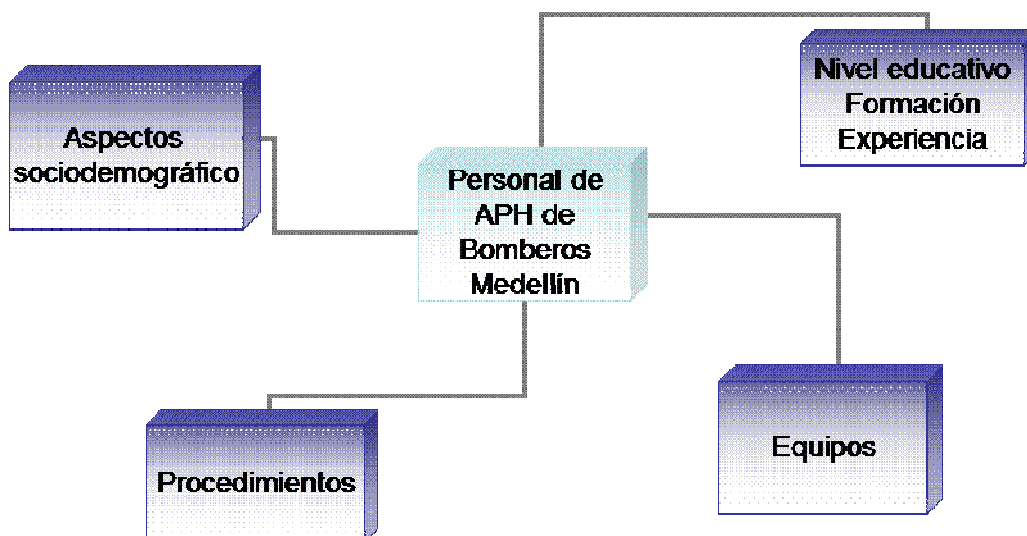 Nivel educativo
Formación
Experiencia
Aspectos
sociodemográfico
Personal de
APH de
Bomberos
Medellín
Equipos
Procedimientos